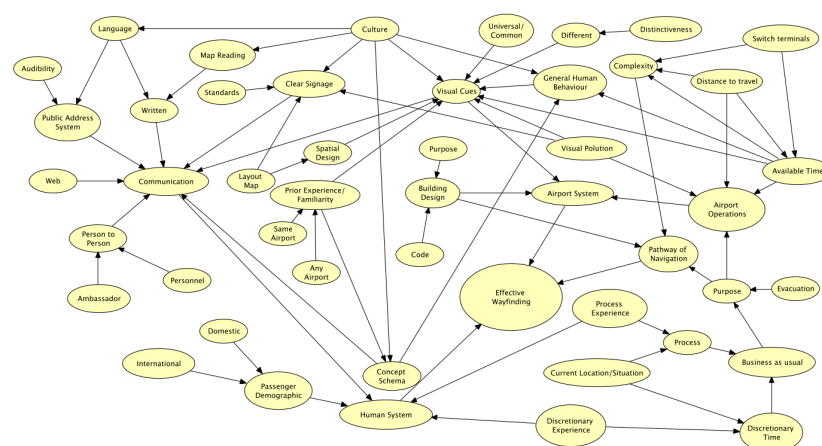 Language
Culture
Universal/
Common
Different
Distinctiveness
Switch terminals
Map Reading
Audibility
Standards
Clear Signage
Visual Cues
General Human
Behaviour
Complexity
Distance to travel
Public Address
System
Written
Spatial
Design
Purpose
Visual Polution
Available Time
Web
Communication
Layout
Map
Prior Experience/
Familiarity
Building
Design
Airport System
Airport
Operations
Same
Airport
Person to
Person
Any
Airport
Code
Pathway of
Navigation
Ambassador
Personnel
Effective
Wayfinding
Purpose
Evacuation
Process
Experience
Domestic
Process
International
Business as usual
Concept
Schema
Current Location/Situation
Passenger
Demographic
Human System
Discretionary
Experience
Discretionary
Time